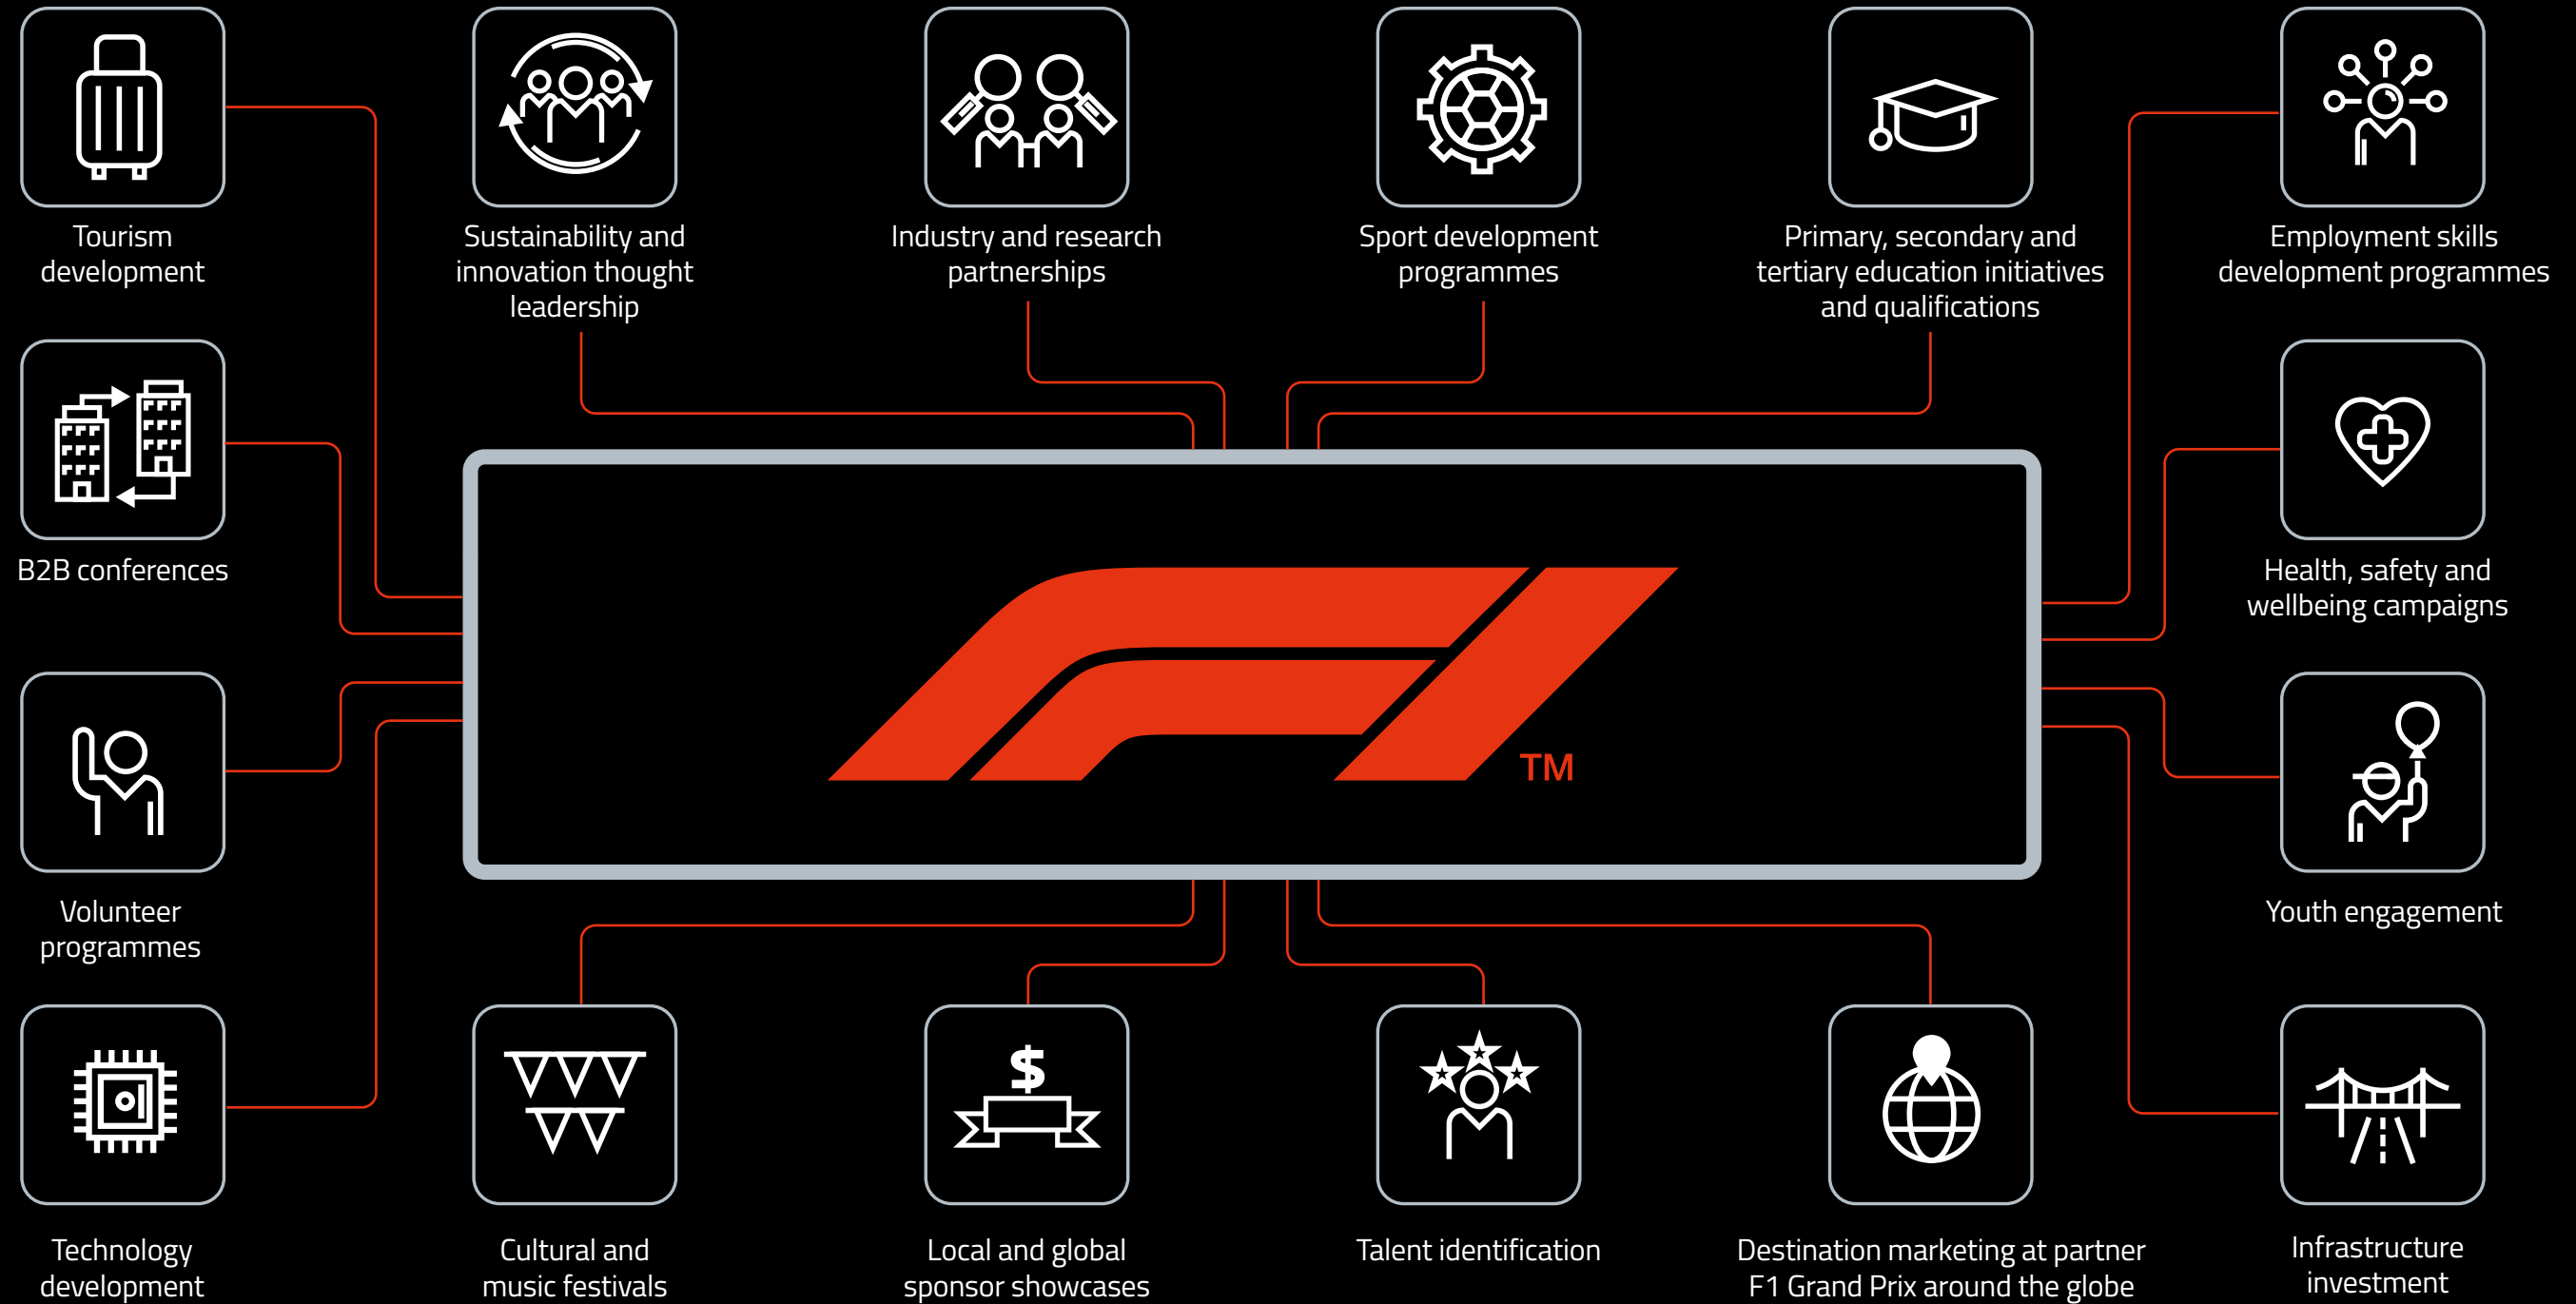 Tourism
development
Sustainability and
innovation thought
leadership
Industry and research
partnerships
Sport development
programmes
Primary, secondary and
tertiary education initiatives
and qualifications
Employment skills
development programmes
B2B conferences
Health, safety and
wellbeing campaigns
F1
TM
Volunteer
programmes
Youth engagement
$
Technology
development
Cultural and
music festivals
Local and global
sponsor showcases
Talent identification
Destination marketing at partner
F1 Grand Prix around the globe
Infrastructure
investment